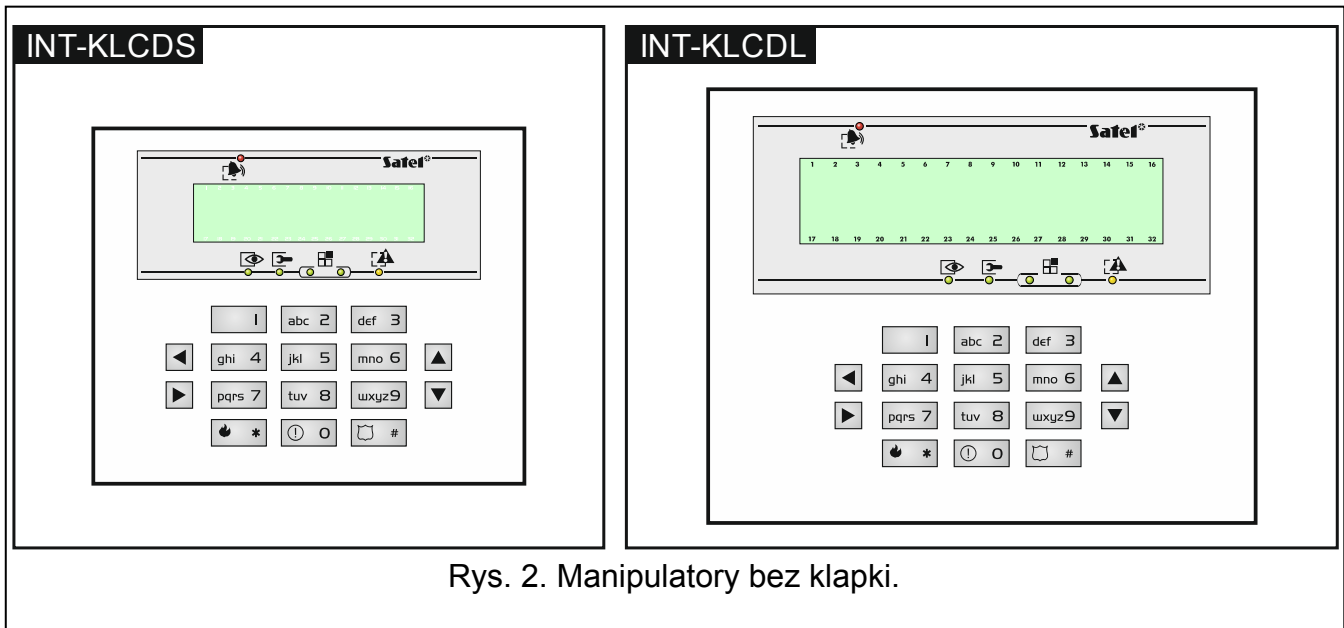 INT-KLCDS
Satel
abc 2 def 3
ghi 4 jkl 5 mno 6
pqrs 7 tuv 8 wxyz9
* 0 #
INT-KLCDL
Satel
1 2 3 4 5 6 7 8 9 10 11 12 13 14 15 16
17 18 19 20 21 22 23 24 25 26 27 28 29 30 31 32
1 abc 2 def 3
ghi 4 jkl 5 mno 6
pqrs 7 tuv 8 wxyz9
* 0 #
Rys. 2. Manipulatory bez klapki.